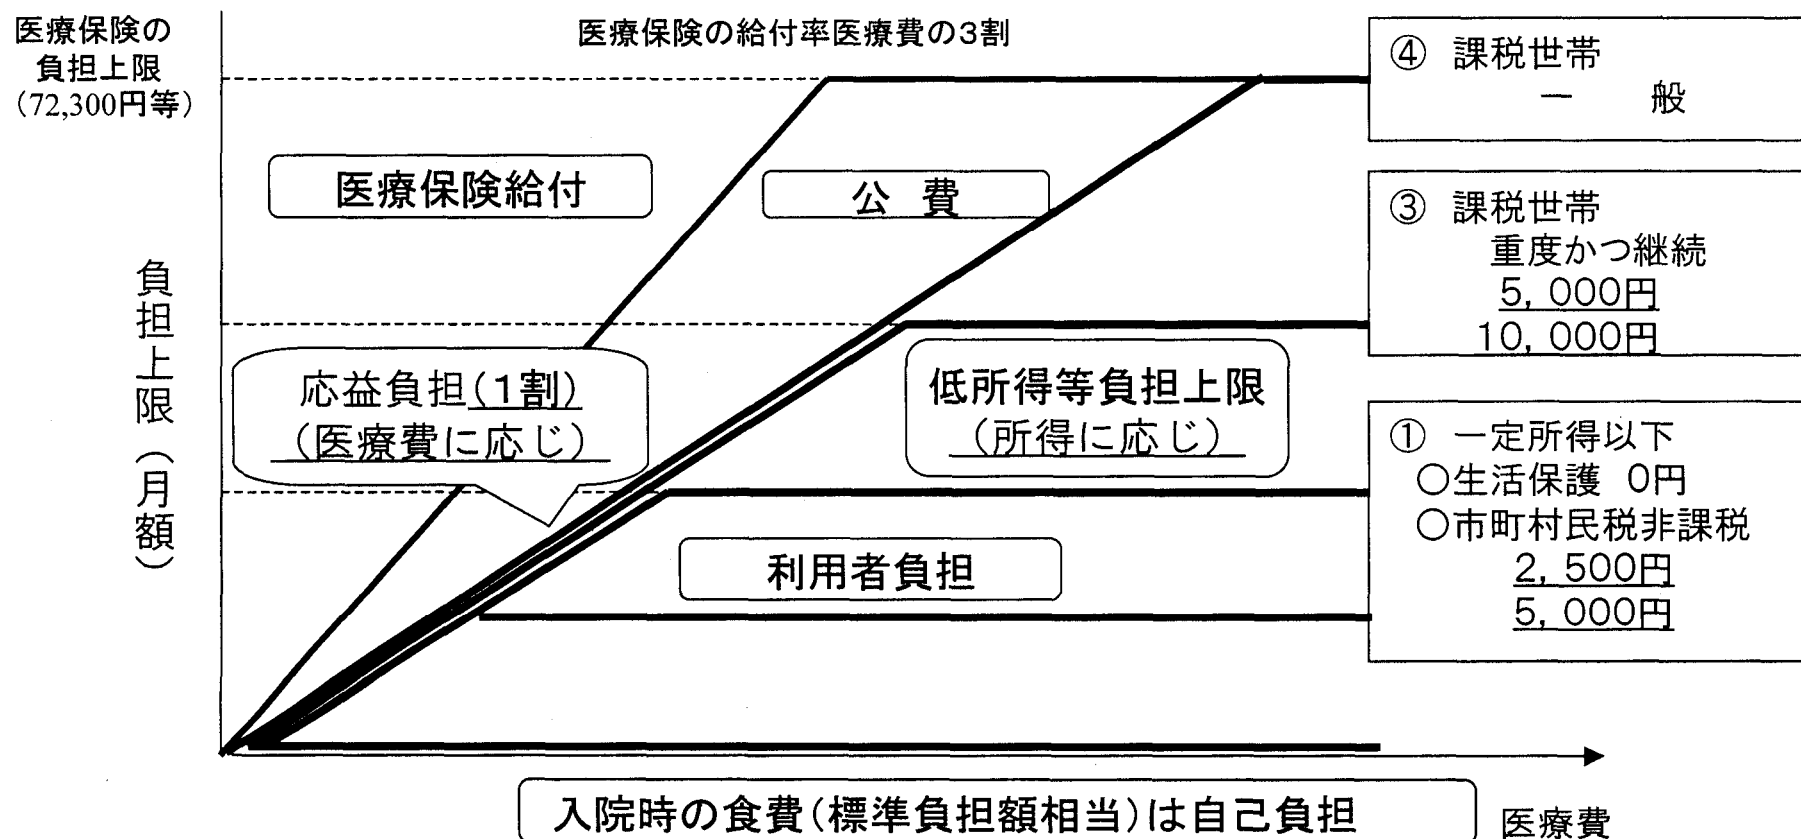 医療保険の
負担上限
(72,300円等)
医療保険の給付率医療費の3割
医療保険給付
公 費
負担上限(月額)
応益負担(1割)
(医療費に応じ)
低所得等負担上限
(所得に応じ)
利用者負担
④ 課税世帯
一 般
③ 課税世帯
重度かつ継続
5,000円
10,000円
① 一定所得以下
○生活保護 0円
○市町村民税非課税
2,500円
5,000円
入院時の食費(標準負担額相当)は自己負担
医療費